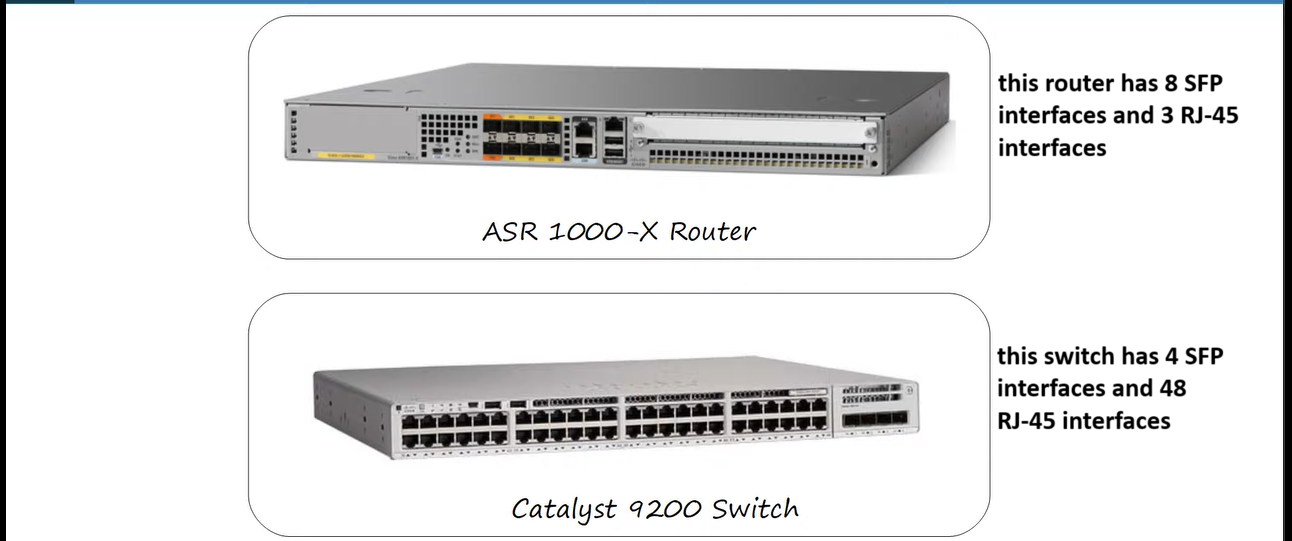 this router has 8 SFP
interfaces and 3 RJ-45
interfaces
ASR 1000-X Router
this switch has 4 SFP
interfaces and 48
RJ-45 interfaces
Catalyst 9200 Switch